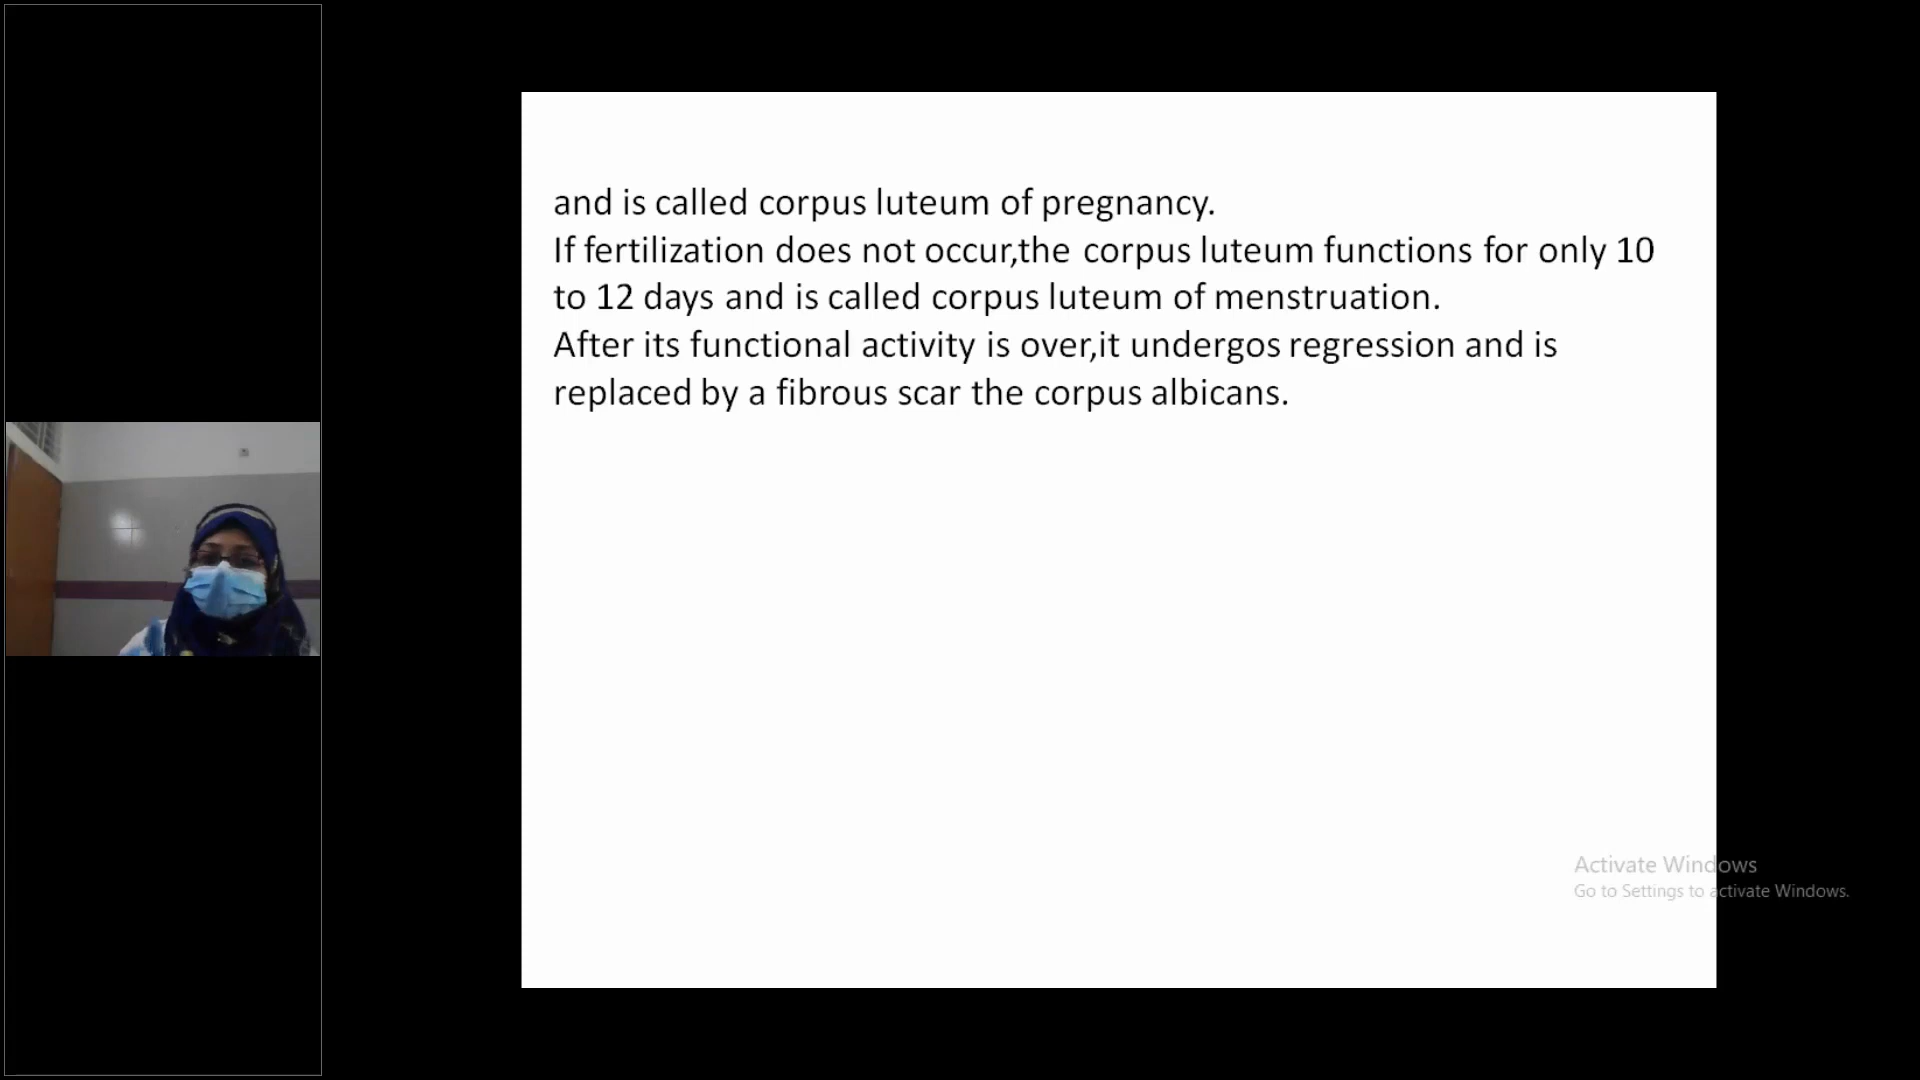 and is called corpus luteum of pregnancy.
If fertilization does not occur,the corpus luteum functions for only 10
to 12 days and is called corpus luteum of menstruation.
After its functional activity is over,it undergos regression and is
replaced by a fibrous scar the corpus albicans.
Activate Windows
Go to Settings to activate Windows.